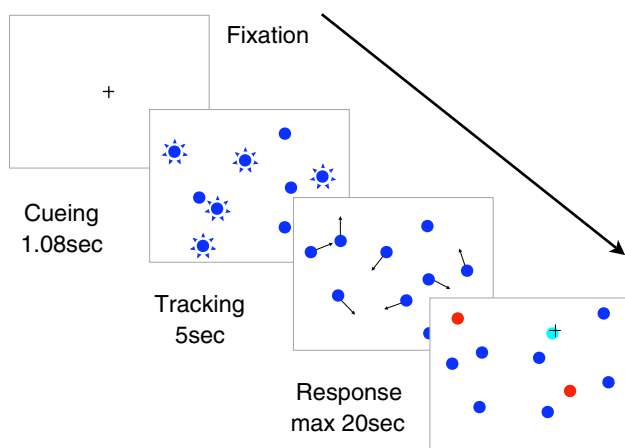 Fixation
Cueing
1.08sec
Tracking
5sec
Response
max 20sec